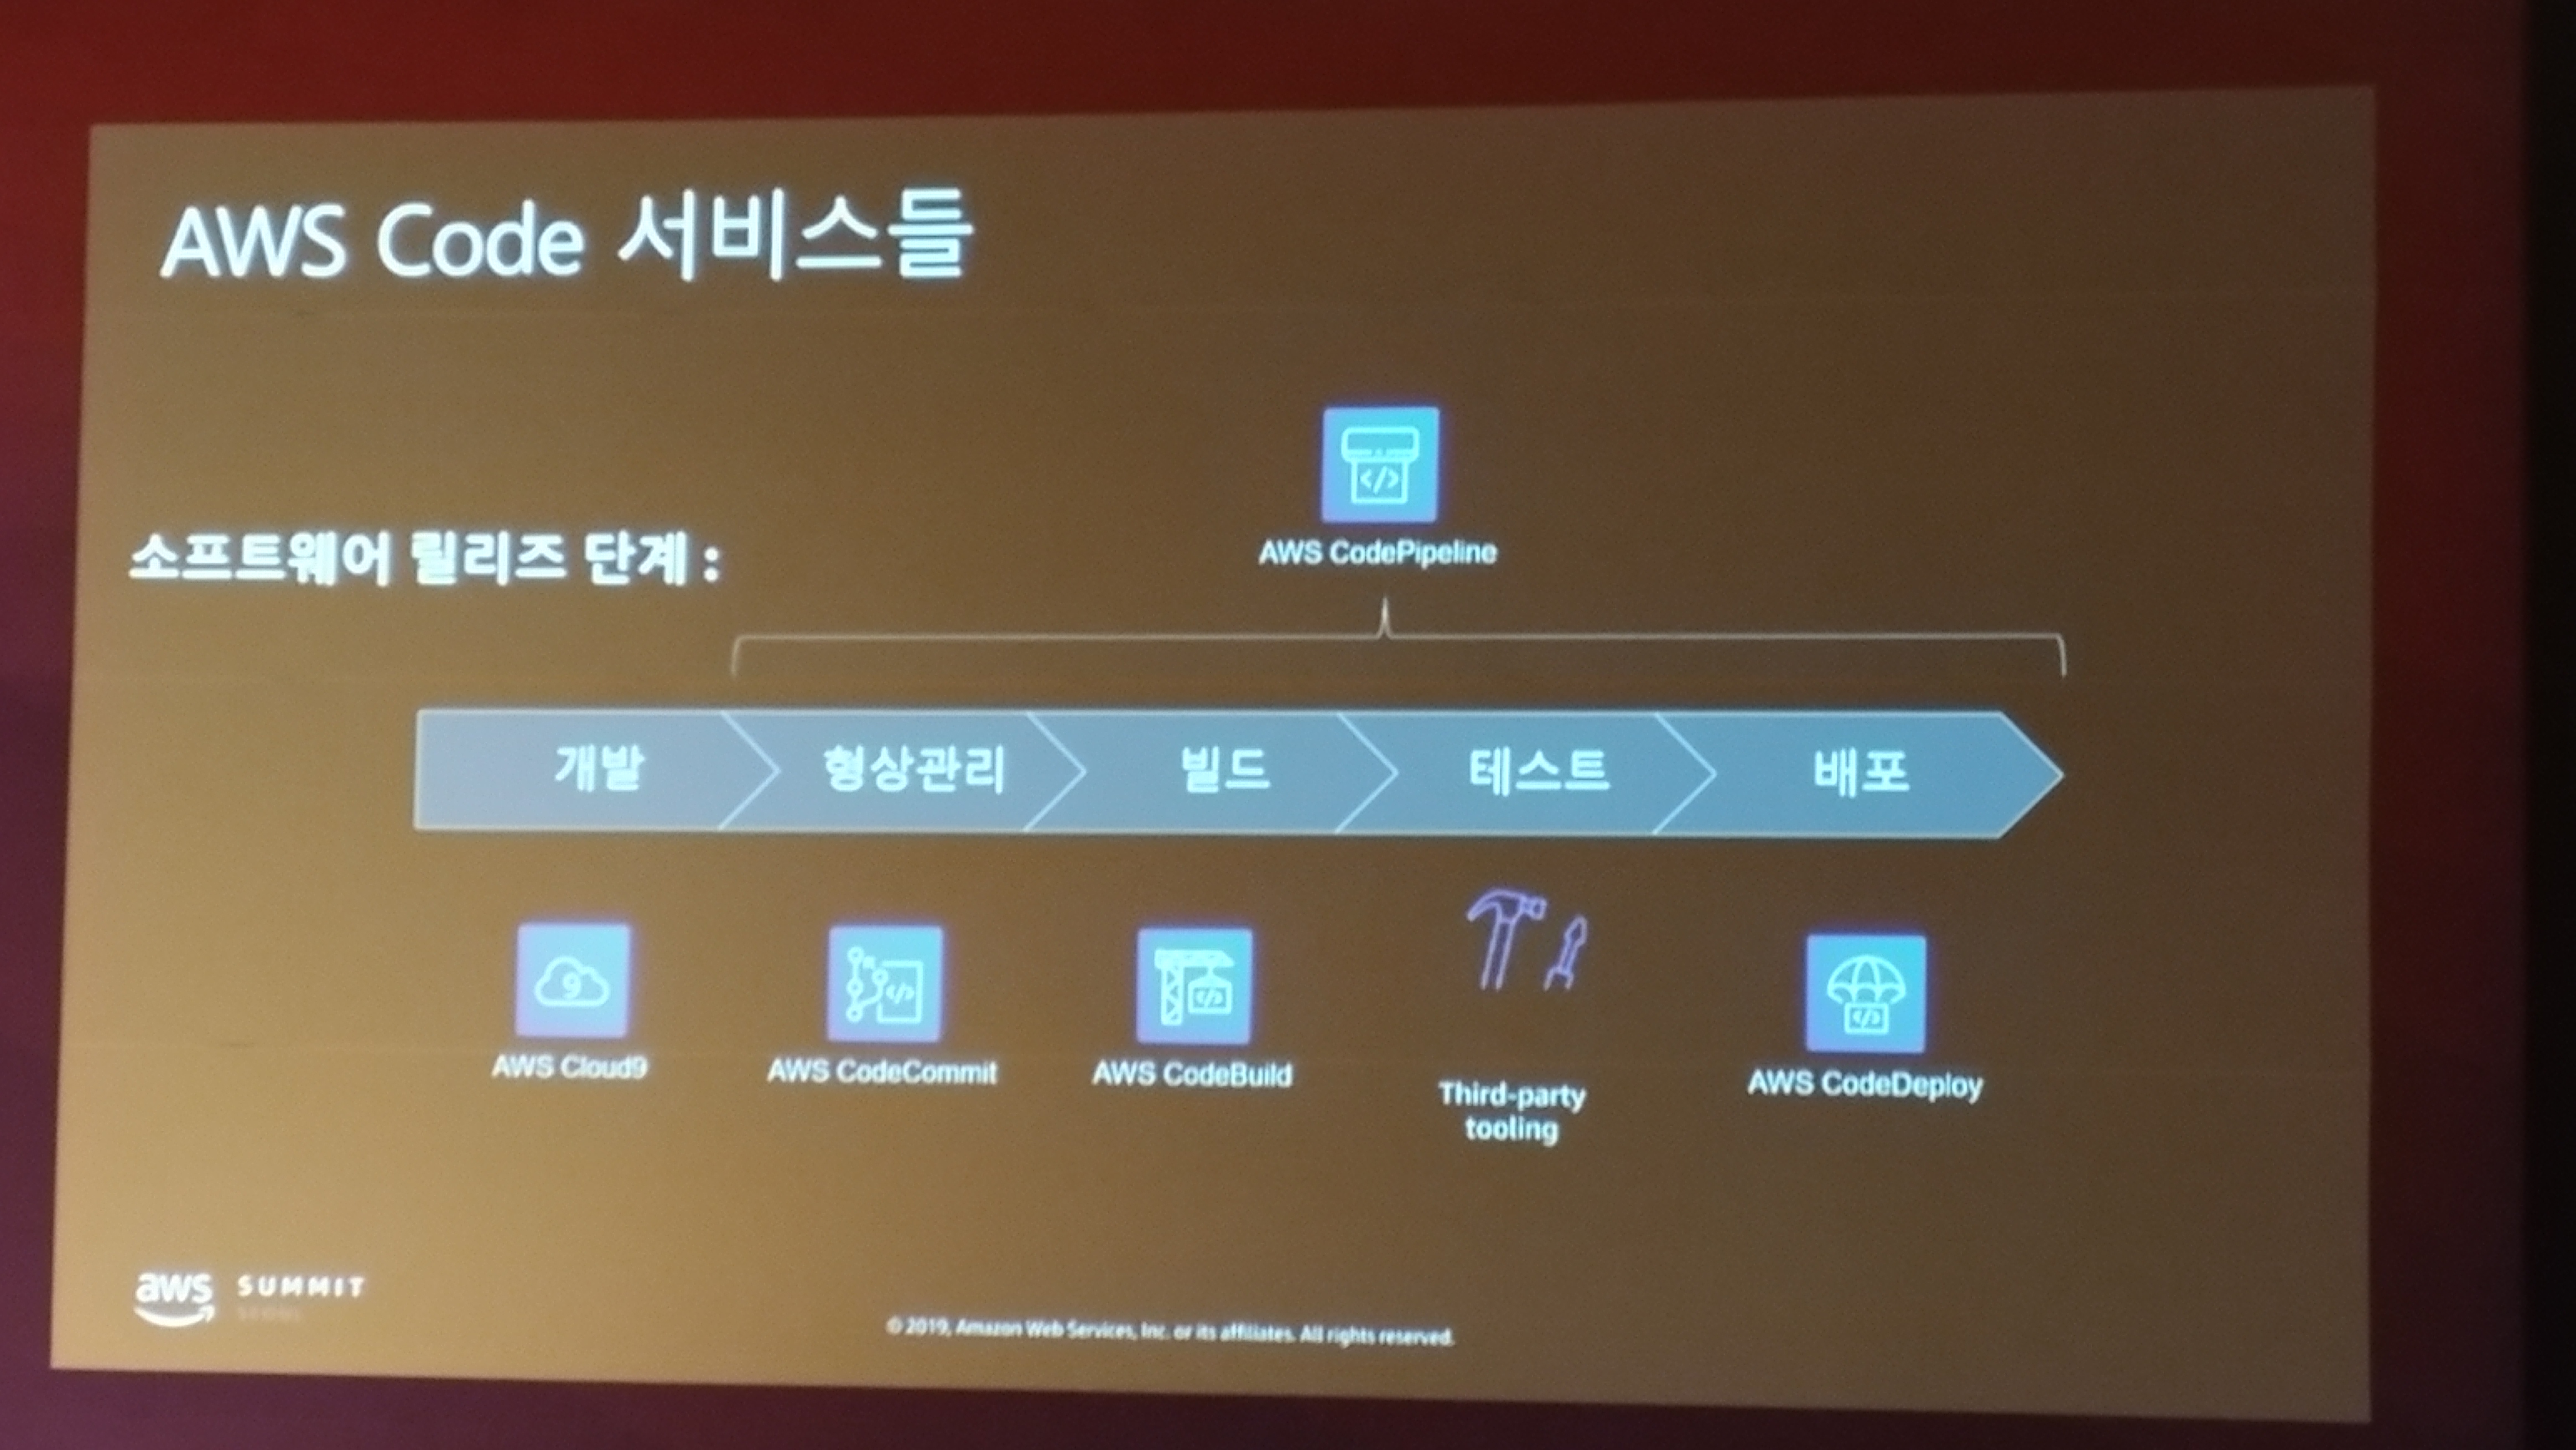 AWS Code 서비스들
AWS CodePipeline
소프트웨어 릴리즈 단계 :
개발 형상관리 빌드 테스트 배포
9
</>
AWS Cloud9 AWS CodeCommit AWS CodeBuild Third-party tooling AWS CodeDeploy
aws SUMMIT
© 2019, Amazon Web Services, Inc. or its affiliates. All rights reserved.